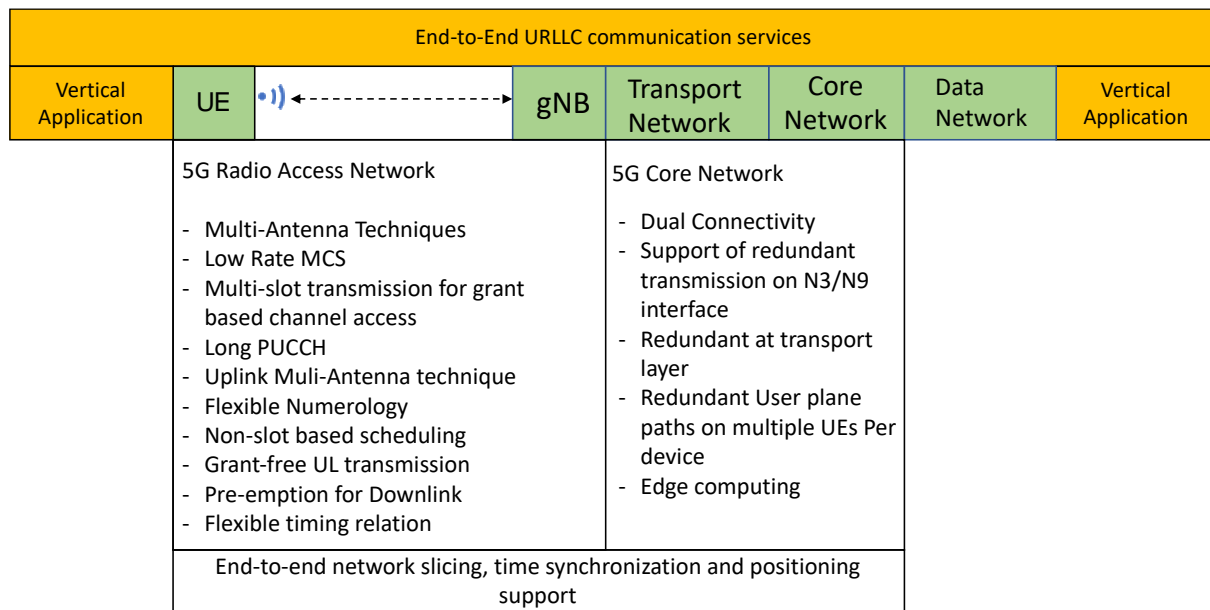 End-to-End URLLC communication services
Vertical
Application
UE
gNB
Transport
Network
Core
Network
Data
Network
Vertical
Application
5G Radio Access Network
- Multi-Antenna Techniques
- Low Rate MCS
- Multi-slot transmission for grant
based channel access
- Long PUCCH
- Uplink Muli-Antenna technique
- Flexible Numerology
- Non-slot based scheduling
- Grant-free UL transmission
- Pre-emption for Downlink
- Flexible timing relation
5G Core Network
- Dual Connectivity
- Support of redundant
transmission on N3/N9
interface
- Redundant at transport
layer
- Redundant User plane
paths on multiple UEs Per
device
- Edge computing
End-to-end network slicing, time synchronization and positioning
support